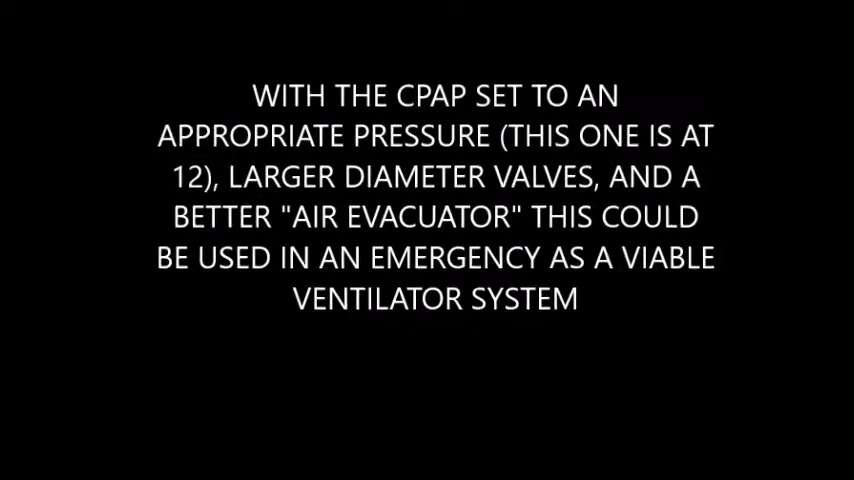 WITH THE CPAP SET TO AN
APPROPRIATE PRESSURE (THIS ONE IS AT
12), LARGER DIAMETER VALVES, AND A
BETTER "AIR EVACUATOR" THIS COULD
BE USED IN AN EMERGENCY AS A VIABLE
VENTILATOR SYSTEM